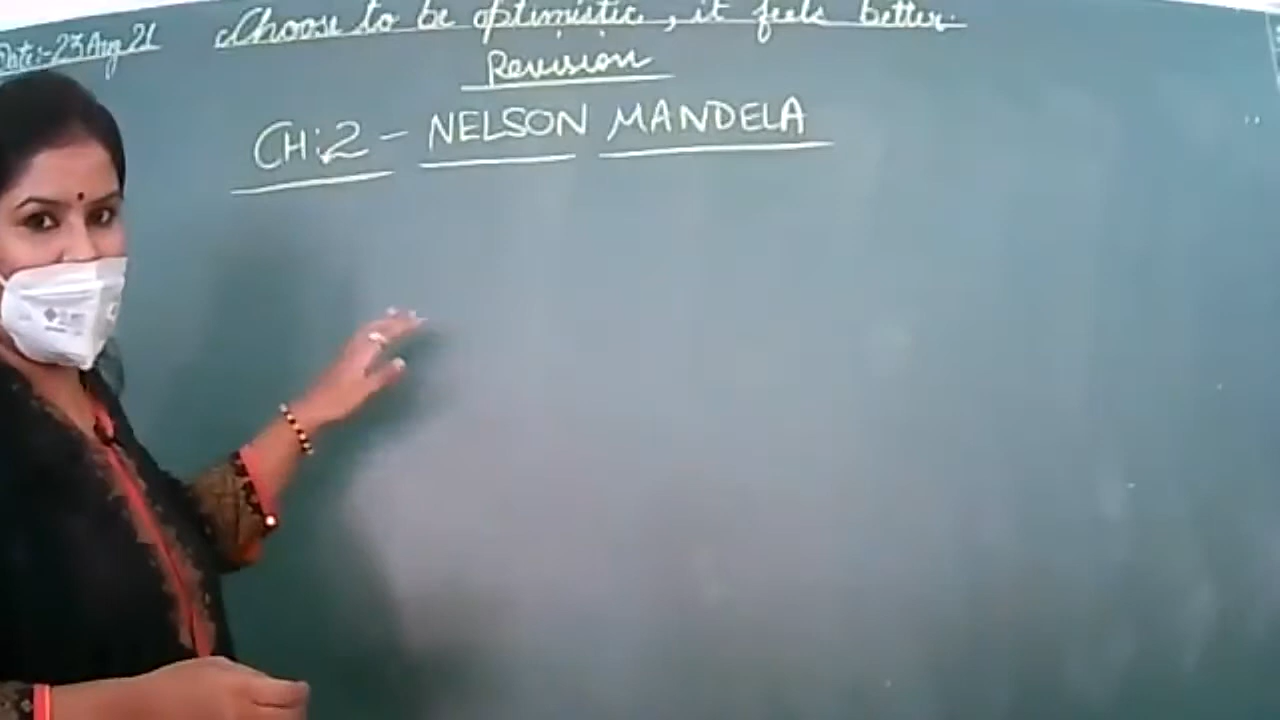 Date:-23 Aug 21
Choose to be optimistic, it feels better.
Revision
CH:2 - NELSON MANDELA